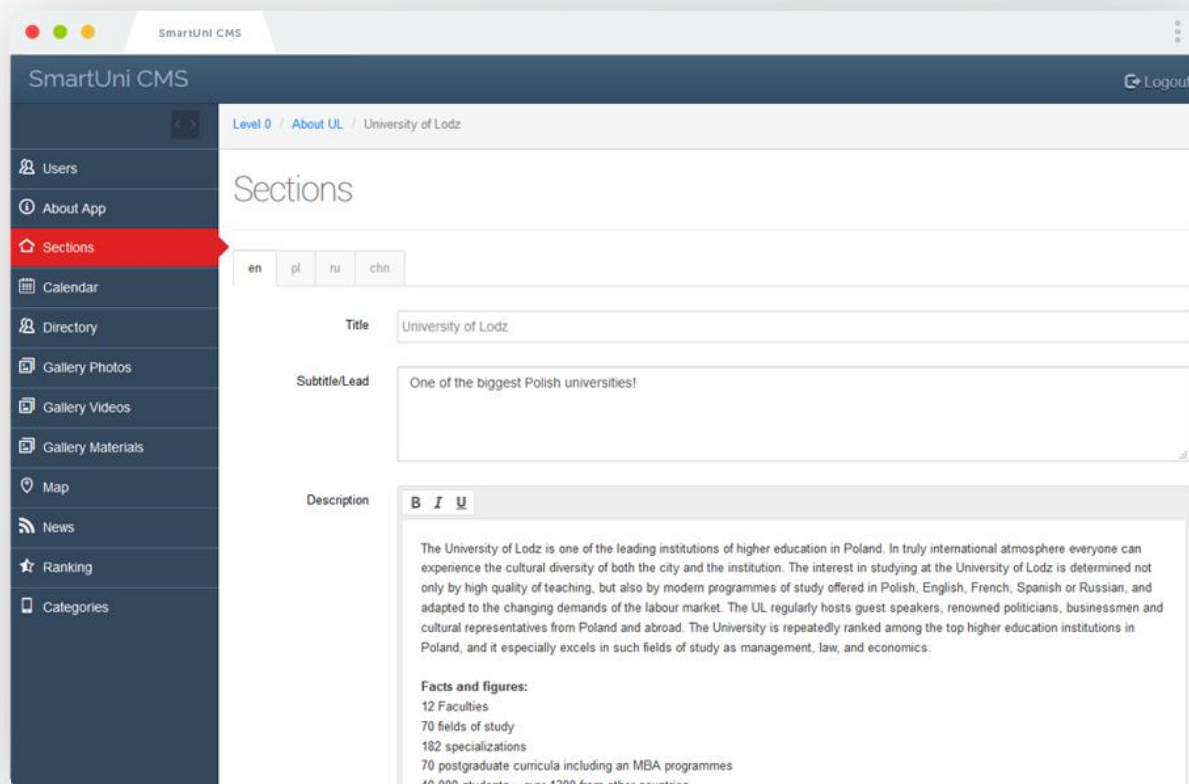 SmartUni CMS
SmartUni CMS
Logout
Level 0 / About UL / University of Lodz
Users
About App
Sections
Calendar
Directory
Gallery Photos
Gallery Videos
Gallery Materials
Map
News
Ranking
Categories
Sections
en pl ru chn
Title
University of Lodz
Subtitle/Lead
One of the biggest Polish universities!
Description
B I U
The University of Lodz is one of the leading institutions of higher education in Poland. In truly international atmosphere everyone can
experience the cultural diversity of both the city and the institution. The interest in studying at the University of Lodz is determined not
only by high quality of teaching, but also by modern programmes of study offered in Polish, English, French, Spanish or Russian, and
adapted to the changing demands of the labour market. The UL regularly hosts guest speakers, renowned politicians, businessmen and
cultural representatives from Poland and abroad. The University is repeatedly ranked among the top higher education institutions in
Poland, and it especially excels in such fields of study as management, law, and economics.
Facts and figures:
12 Faculties
70 fields of study
182 specializations
70 postgraduate curricula including an MBA programmes
students over from other countries